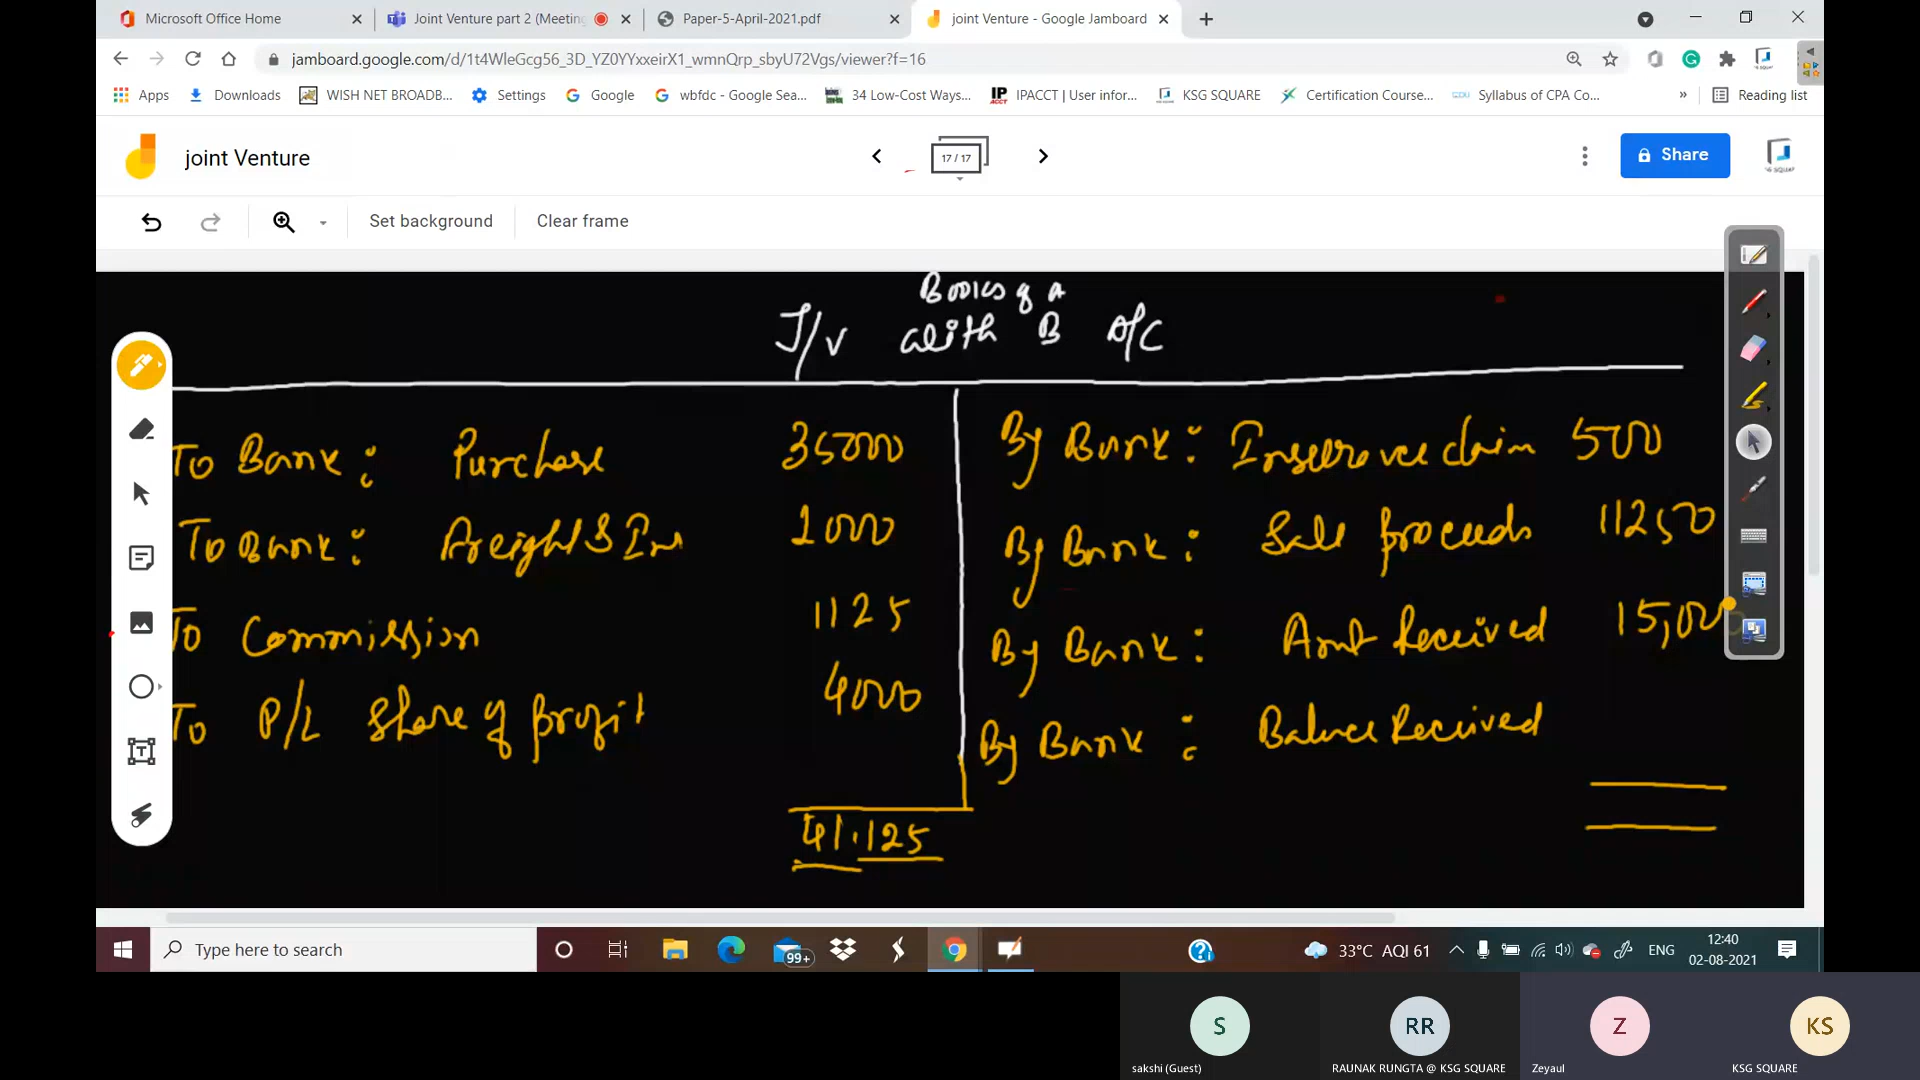 Microsoft Office Home
Joint Venture part 2 (Meetin
Paper-5-April-2021.pdf
joint Venture - Google Jamboard
jamboard.google.com/d/1t4WleGcg56_3D_YZ0YYxxeirX1_wmnQrp_sbyU72Vgs/viewer?f=16
Apps Downloads WISH NET BROADB... Settings Google wbfdc - Google Sea... 34 Low-Cost Ways... IPACCT | User infor... KSG SQUARE Certification Course... Syllabus of CPA Co... » Reading list
joint Venture
17 / 17
Share
Set background Clear frame
Books of A
J/V with B A/C
To Bank: Purchase 35000
By Bank: Insurance claim 500
To Bank: Freight & Ins 1000
By Bank: Sale proceeds 11250
To Commission 1125
By Bank: Amt Received 15,000
To P/L Share of profit 4000
By Bank: Balance Received
41,125
Type here to search
99+
33°C AQI 61
ENG
12:40
02-08-2021
S
RR
Z
KS
sakshi (Guest)
RAUNAK RUNGTA @ KSG SQUARE
Zeyaul
KSG SQUARE